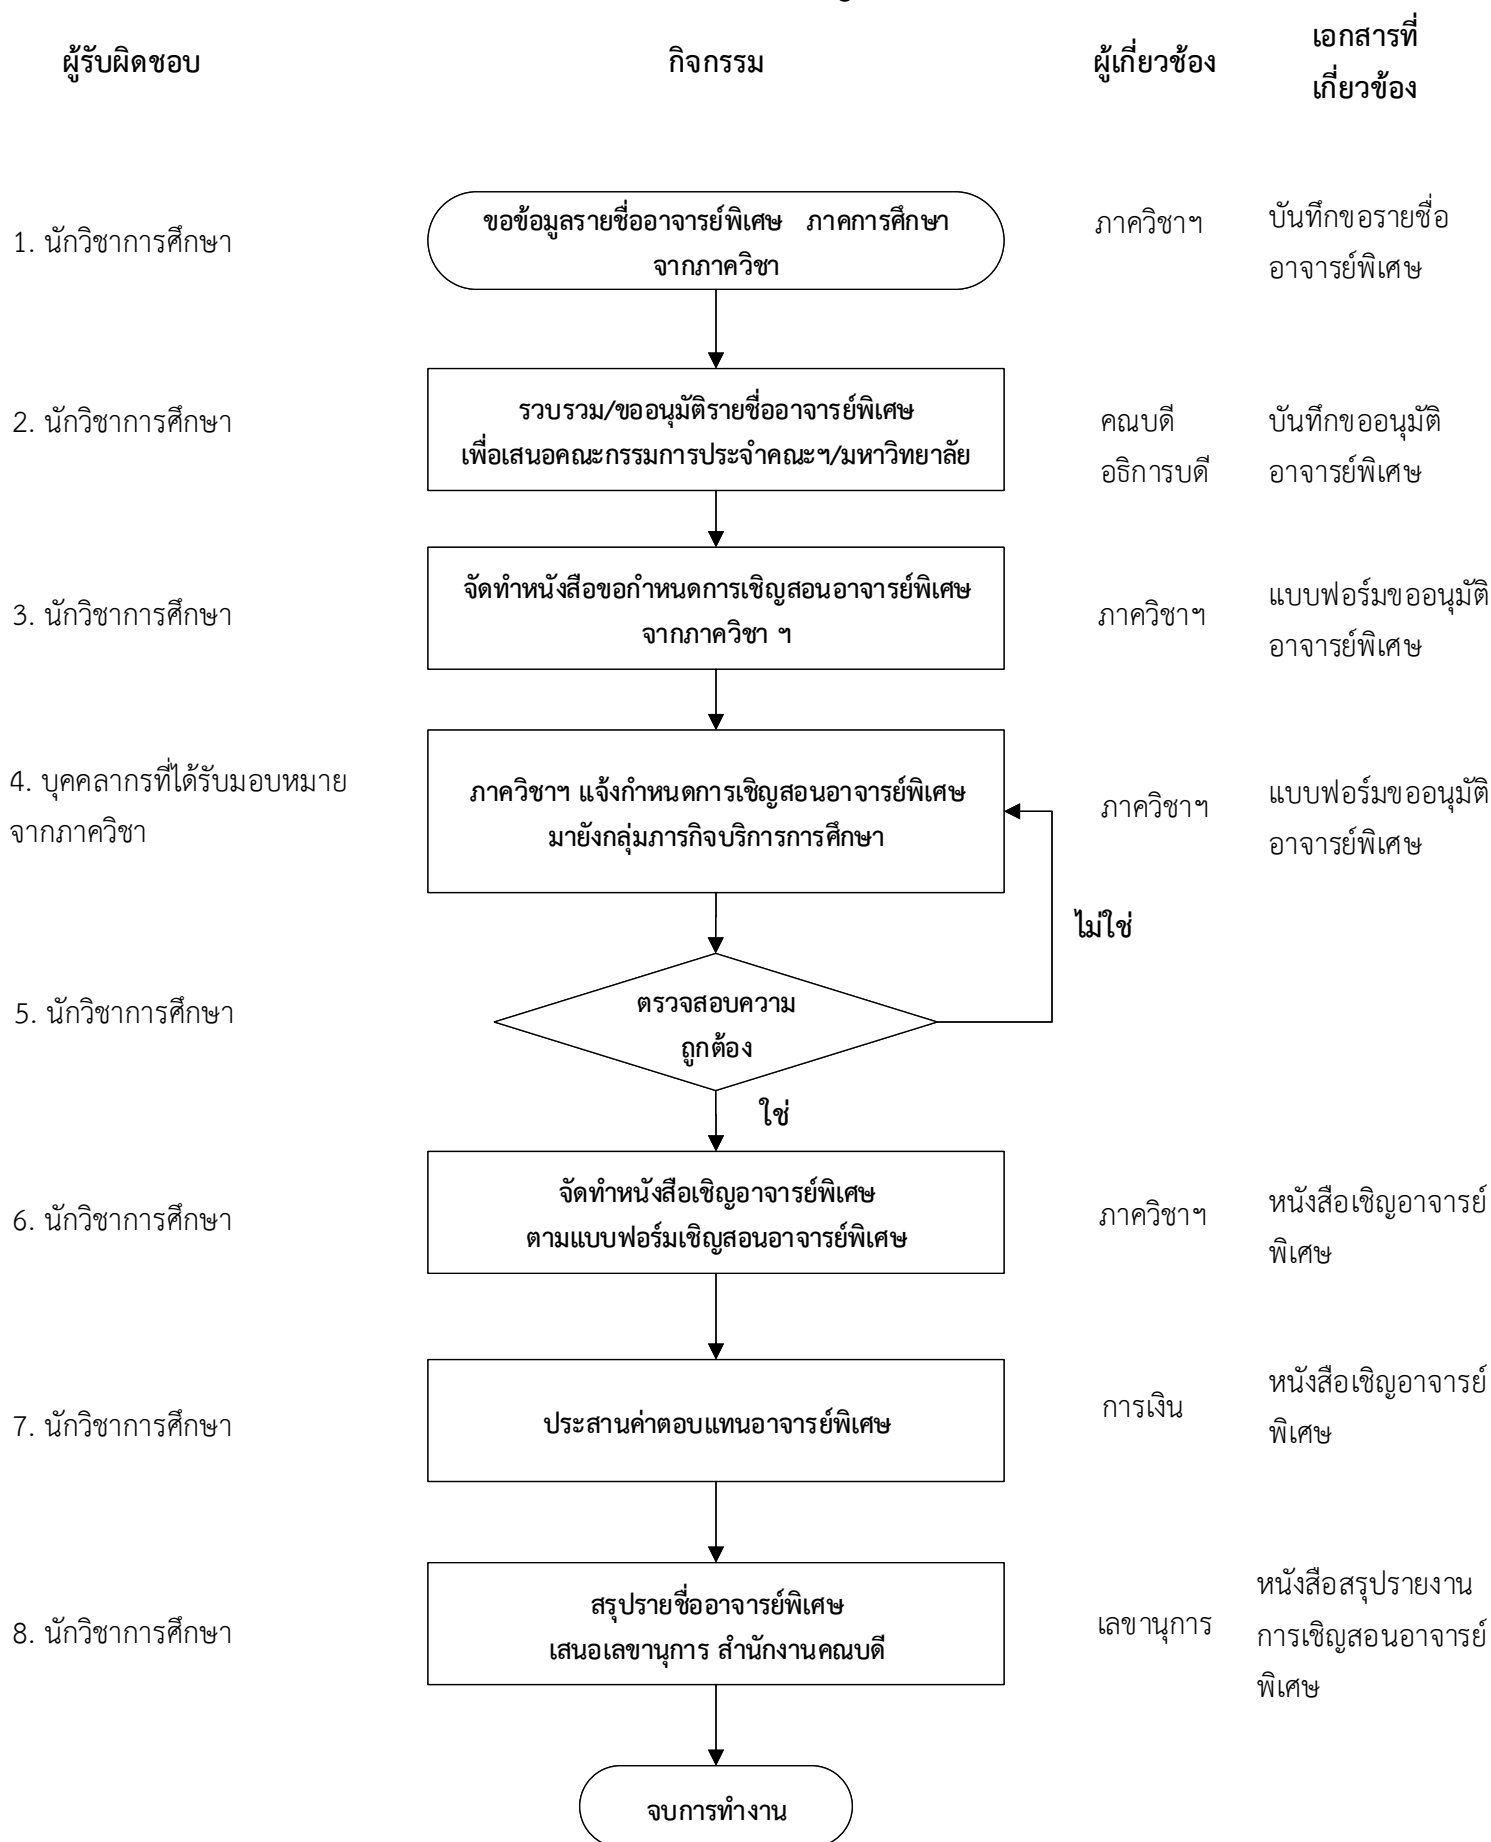 ผู้รับผิดชอบ
กิจกรรม
ผู้เกี่ยวช้อง
เอกสารที่
เกี่ยวข้อง
1. นักวิชาการศึกษา
ขอข้อมูลรายชื่ออาจารย์พิเศษ ภาคการศึกษา
จากภาควิชา
ภาควิชาฯ
บันทึกขอรายชื่อ
อาจารย์พิเศษ
2. นักวิชาการศึกษา
รวบรวม/ขออนุมัติรายชื่ออาจารย์พิเศษ
เพื่อเสนอคณะกรรมการประจำคณะฯ/มหาวิทยาลัย
คณบดี
อธิการบดี
บันทึกขออนุมัติ
อาจารย์พิเศษ
3. นักวิชาการศึกษา
จัดทำหนังสือขอกำหนดการเชิญสอนอาจารย์พิเศษ
จากภาควิชา ฯ
ภาควิชาฯ
แบบฟอร์มขออนุมัติ
อาจารย์พิเศษ
4. บุคคลากรที่ได้รับมอบหมาย
จากภาควิชา
ภาควิชาฯ แจ้งกำหนดการเชิญสอนอาจารย์พิเศษ
มายังกลุ่มภารกิจบริการการศึกษา
ภาควิชาฯ
แบบฟอร์มขออนุมัติ
อาจารย์พิเศษ
ไม่ใช่
5. นักวิชาการศึกษา
ตรวจสอบความ
ถูกต้อง
ใช่
6. นักวิชาการศึกษา
จัดทำหนังสือเชิญอาจารย์พิเศษ
ตามแบบฟอร์มเชิญสอนอาจารย์พิเศษ
ภาควิชาฯ
หนังสือเชิญอาจารย์
พิเศษ
7. นักวิชาการศึกษา
ประสานค่าตอบแทนอาจารย์พิเศษ
การเงิน
หนังสือเชิญอาจารย์
พิเศษ
8. นักวิชาการศึกษา
สรุปรายชื่ออาจารย์พิเศษ
เสนอเลขานุการ สำนักงานคณบดี
เลขานุการ
หนังสือสรุปรายงาน
การเชิญสอนอาจารย์
พิเศษ
จบการทำงาน